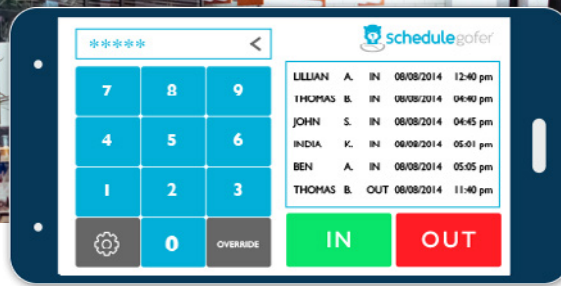 *****
<
schedulegofer
7 8 9
4 5 6
1 2 3
0 OVERRIDE
LILLIAN A. IN 08/08/2014 12:40 pm
THOMAS B. IN 08/08/2014 04:40 pm
JOHN S. IN 08/08/2014 04:45 pm
INDIA K. IN 08/08/2014 05:01 pm
BEN A. IN 08/08/2014 05:05 pm
THOMAS B. OUT 08/08/2014 11:40 pm
IN OUT